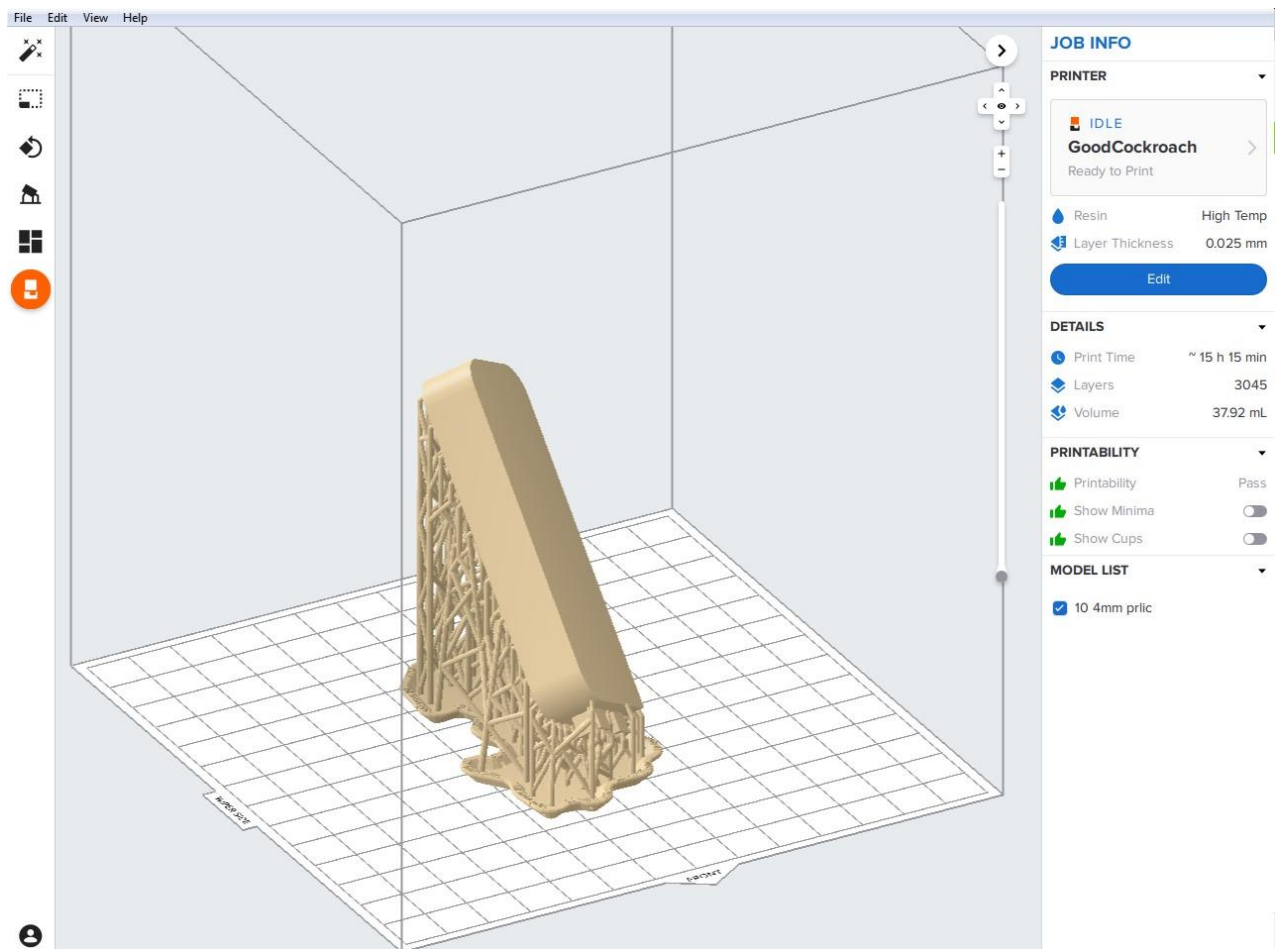 File Edit View Help
JOB INFO
PRINTER
IDLE
GoodCockroach
Ready to Print
Resin High Temp
Layer Thickness 0.025 mm
Edit
DETAILS
Print Time ~ 15 h 15 min
Layers 3045
Volume 37.92 mL
PRINTABILITY
Printability Pass
Show Minima
Show Cups
MODEL LIST
10 4mm prlic
WIPER SIDE